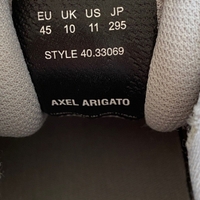 EU UK US JP
45 10 11 295
STYLE 40.33069
AXEL ARIGATO